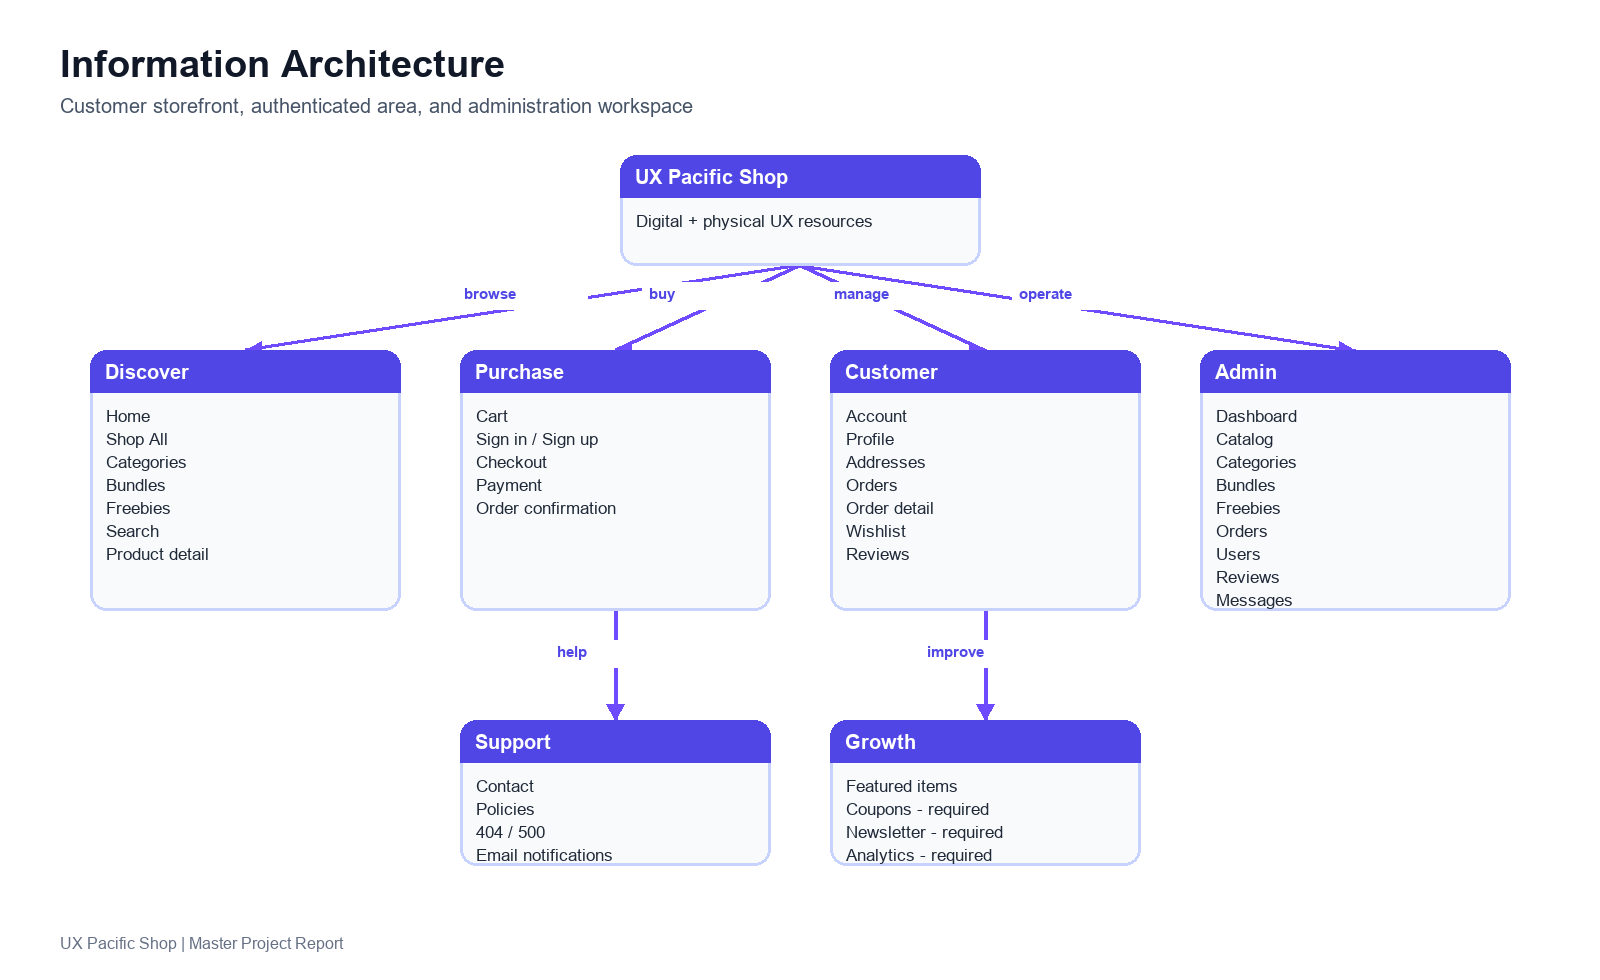 Information Architecture
Customer storefront, authenticated area, and administration workspace
UX Pacific Shop
Digital + physical UX resources
browse
buy
manage
operate
Discover
Home
Shop All
Categories
Bundles
Freebies
Search
Product detail
Purchase
Cart
Sign in / Sign up
Checkout
Payment
Order confirmation
Customer
Account
Profile
Addresses
Orders
Order detail
Wishlist
Reviews
Admin
Dashboard
Catalog
Categories
Bundles
Freebies
Orders
Users
Reviews
Messages
help
improve
Support
Contact
Policies
404 / 500
Email notifications
Growth
Featured items
Coupons - required
Newsletter - required
Analytics - required
UX Pacific Shop | Master Project Report